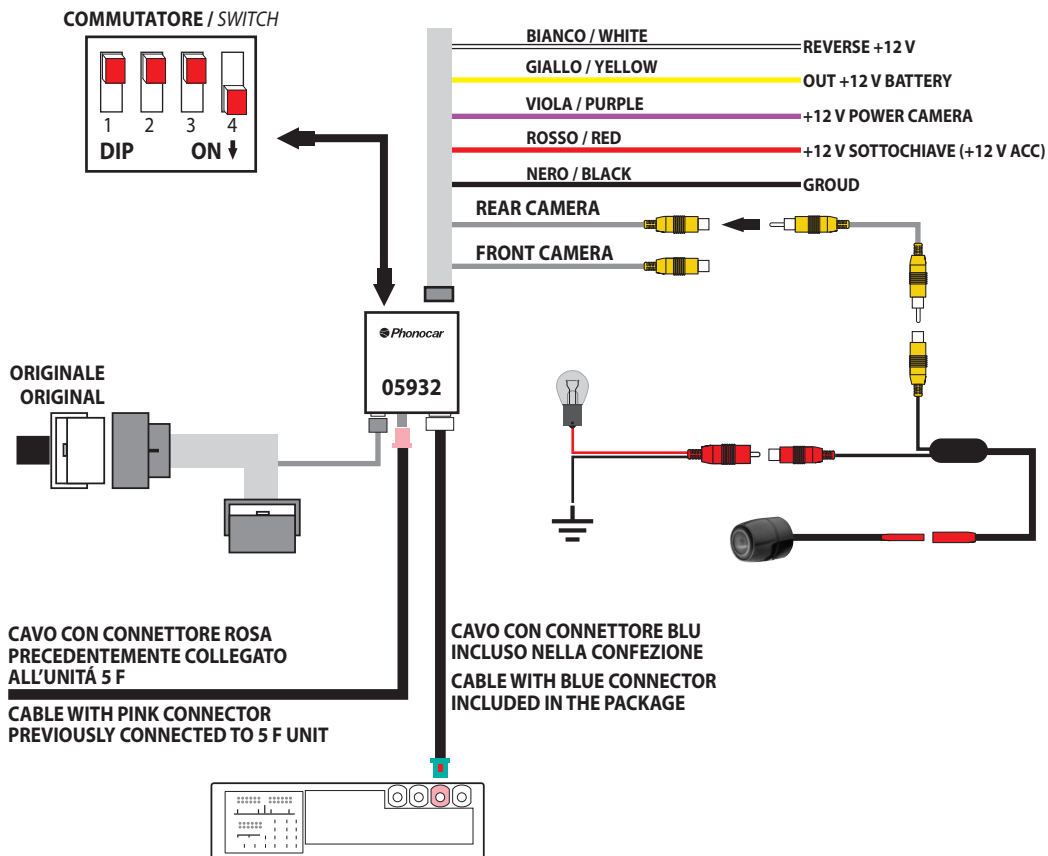 COMMUTATORE / SWITCH
1 2 3 4
DIP ON
BIANCO / WHITE
REVERSE +12 V
GIALLO / YELLOW
OUT +12 V BATTERY
VIOLA / PURPLE
+12 V POWER CAMERA
ROSSO / RED
+12 V SOTTOCHIAVE (+12 V ACC)
NERO / BLACK
GROUD
REAR CAMERA
FRONT CAMERA
Phonocar
05932
ORIGINALE
ORIGINAL
CAVO CON CONNETTORE ROSA
PRECEDENTEMENTE COLLEGATO
ALL'UNITÁ 5 F
CABLE WITH PINK CONNECTOR
PREVIOUSLY CONNECTED TO 5 F UNIT
CAVO CON CONNETTORE BLU
INCLUSO NELLA CONFEZIONE
CABLE WITH BLUE CONNECTOR
INCLUDED IN THE PACKAGE